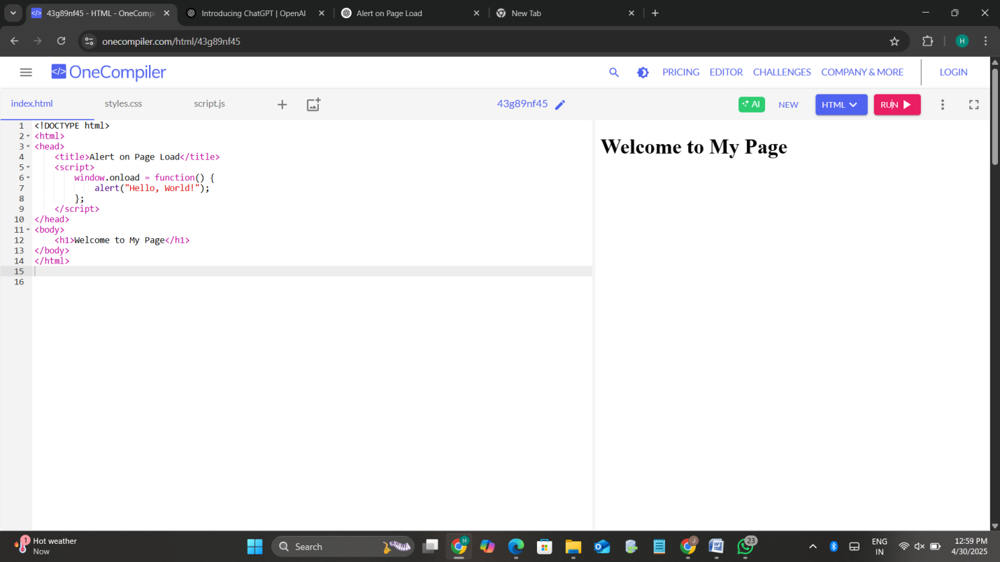 43g89nf45 - HTML - OneComp
Introducing ChatGPT | OpenAI
Alert on Page Load
New Tab
onecompiler.com/html/43g89nf45
H
</> OneCompiler
PRICING
EDITOR
CHALLENGES
COMPANY & MORE
LOGIN
index.html
styles.css
script.js
43g89nf45
AI
NEW
HTML
RUN
1 <!DOCTYPE html>
2 <html>
3 <head>
4 <title>Alert on Page Load</title>
5 <script>
6 window.onload = function() {
7 alert("Hello, World!");
8 };
9 </script>
10 </head>
11 <body>
12 <h1>Welcome to My Page</h1>
13 </body>
14 </html>
15
16
Welcome to My Page
1
Hot weather
Now
Search
H
J
23
ENG
IN
12:59 PM
4/30/2025